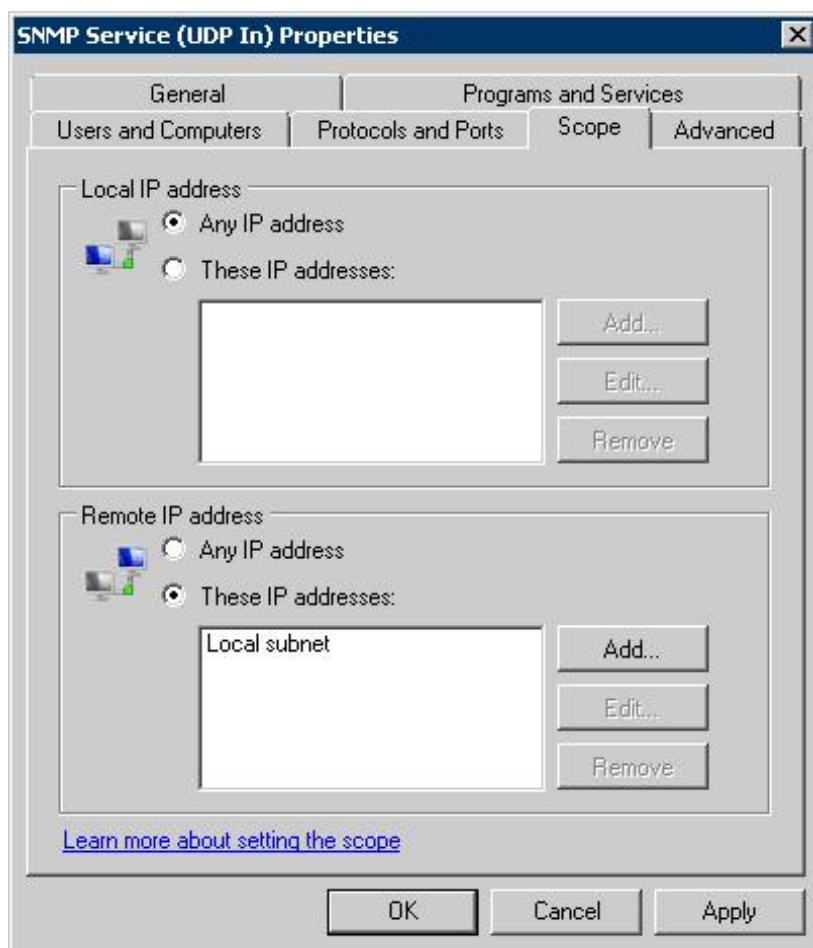 SNMP Service (UDP In) Properties
General
Programs and Services
Users and Computers
Protocols and Ports
Scope
Advanced
Local IP address
Any IP address
These IP addresses:
Add...
Edit...
Remove
Remote IP address
Any IP address
These IP addresses:
Local subnet
Add...
Edit...
Remove
Learn more about setting the scope
OK
Cancel
Apply